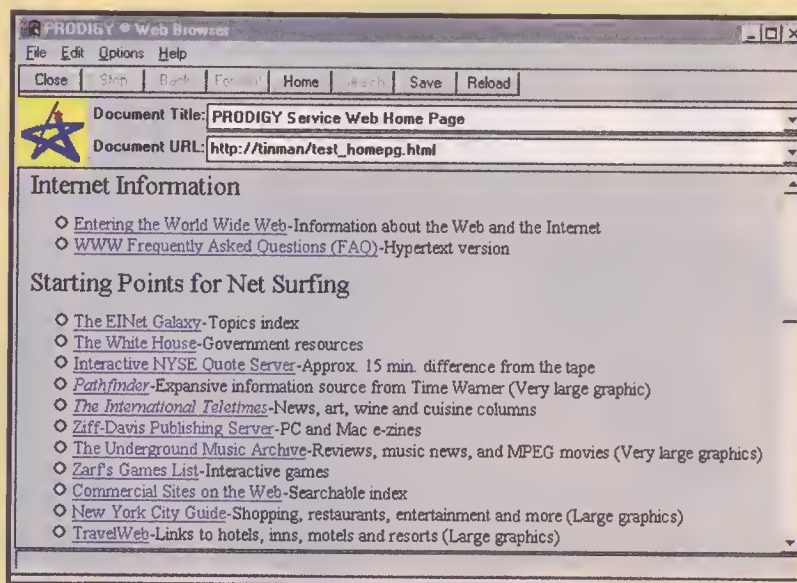 PRODIGY ® Web Browser
File Edit Options Help
Close Stop Back Forward Home Search Save Reload
Document Title: PRODIGY Service Web Home Page
Document URL: http://tinman/test_homepg.html
Internet Information
Entering the World Wide Web-Information about the Web and the Internet
WWW Frequently Asked Questions (FAQ)-Hypertext version
Starting Points for Net Surfing
The EINet Galaxy-Topics index
The White House-Government resources
Interactive NYSE Quote Server-Approx. 15 min. difference from the tape
Pathfinder-Expansive information source from Time Warner (Very large graphic)
The International Teletimes-News, art, wine and cuisine columns
Ziff-Davis Publishing Server-PC and Mac e-zines
The Underground Music Archive-Reviews, music news, and MPEG movies (Very large graphics)
Zarf's Games List-Interactive games
Commercial Sites on the Web-Searchable index
New York City Guide-Shopping, restaurants, entertainment and more (Large graphics)
TravelWeb-Links to hotels, inns, motels and resorts (Large graphics)